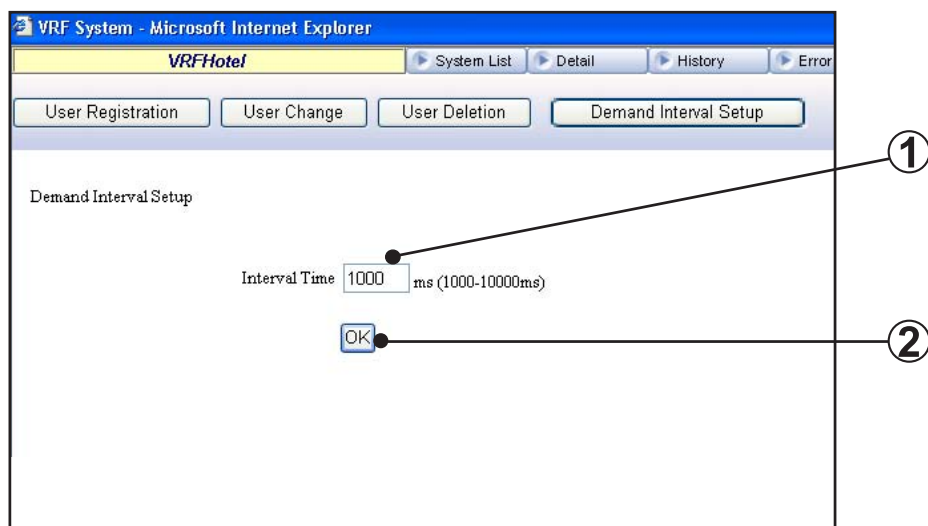 VRF System - Microsoft Internet Explorer
VRFHotel System List Detail History Error
User Registration User Change User Deletion Demand Interval Setup
1
Demand Interval Setup
Interval Time 1000 ms (1000-10000ms)
OK
2